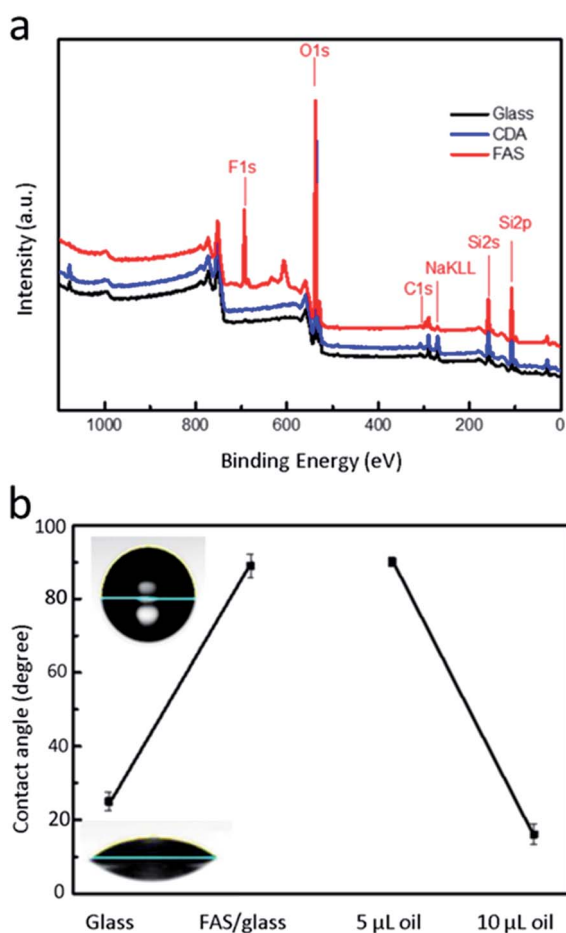 a
O1s
Glass
CDA
FAS
F1s
Si2p
Si2s
NaKLL
C1s
Intensity (a.u.)
1000 800 600 400 200 0
Binding Energy (eV)
b
100
80
60
40
20
0
Contact angle (degree)
Glass FAS/glass 5 µL oil 10 µL oil